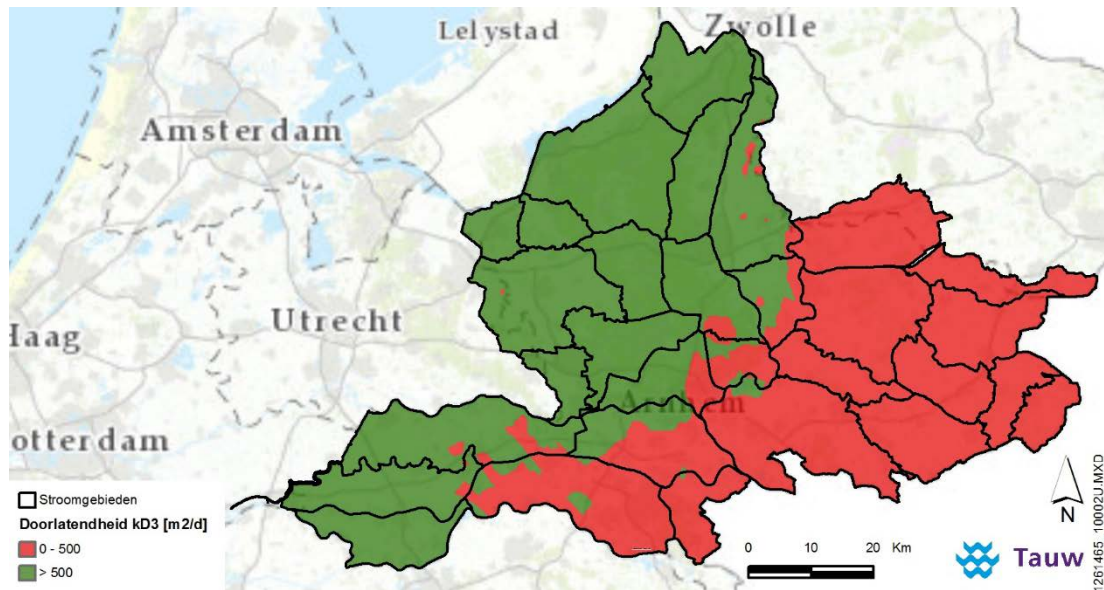 Lelystad
Zwolle
Amsterdam
Utrecht
Haag
Arnhem
otterdam
Stroomgebieden
Doorlatendheid kD3 [m2/d]
0 - 500
> 500
0 10 20 Km
N
Tauw
1261465_10002U.MXD